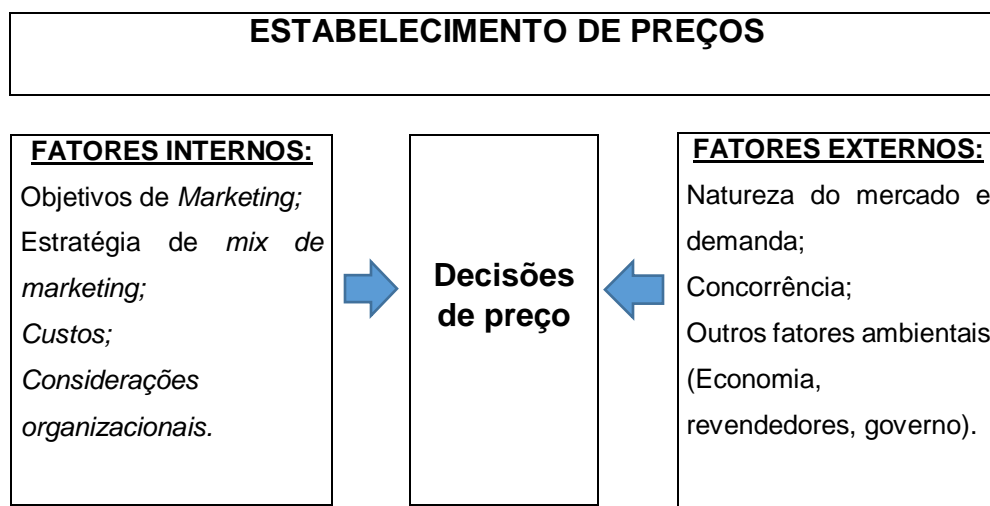 ESTABELECIMENTO DE PREÇOS
FATORES INTERNOS:
Objetivos de Marketing;
Estratégia de mix de
marketing;
Custos;
Considerações
organizacionais.
Decisões
de preço
FATORES EXTERNOS:
Natureza do mercado e
demanda;
Concorrência;
Outros fatores ambientais
(Economia,
revendedores, governo).